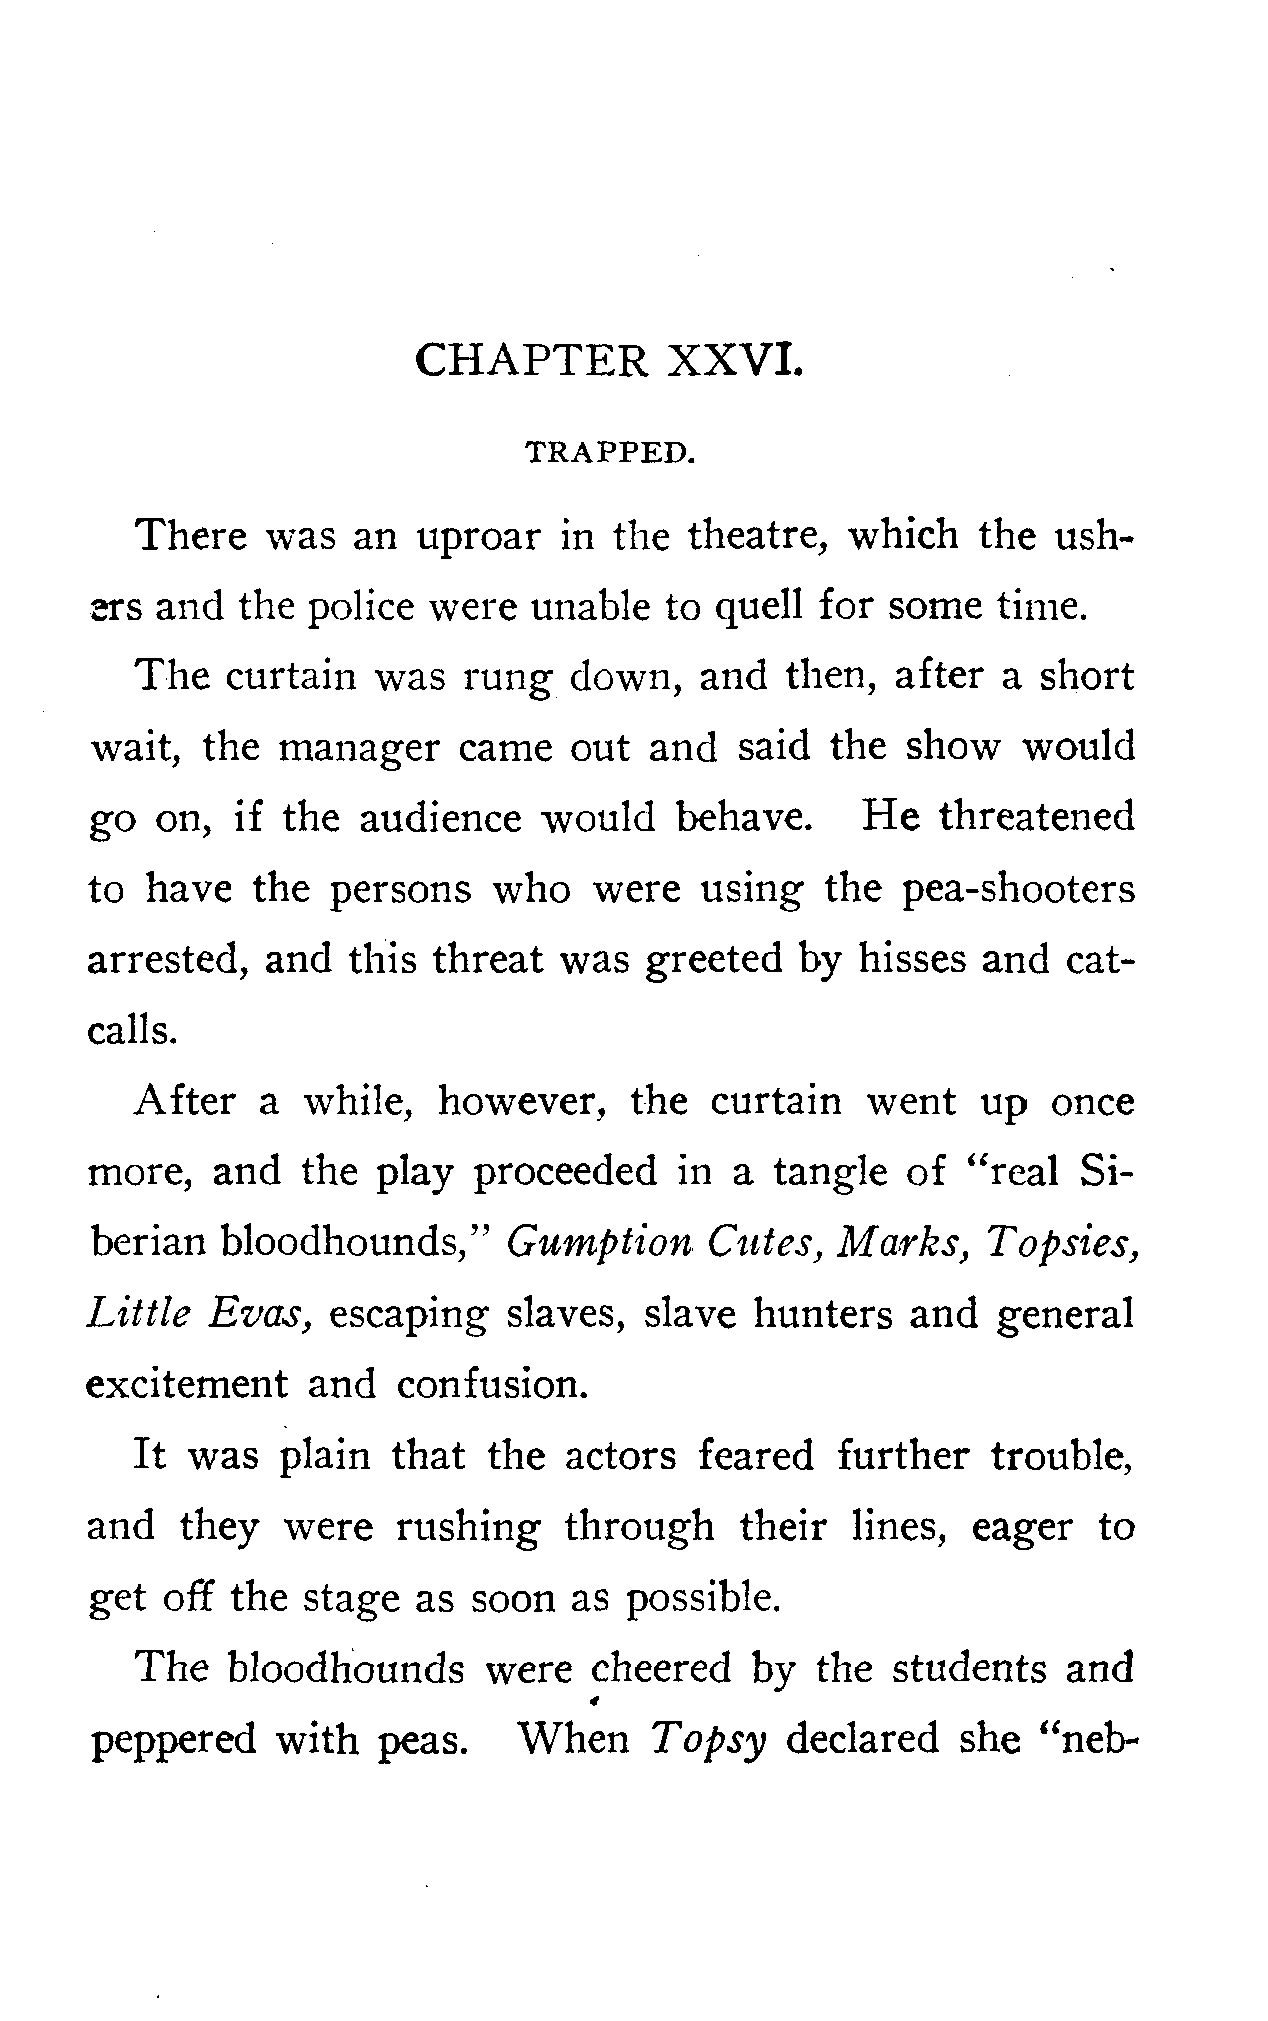 CHAPTER XXVI.
TRAPPED.
There was an uproar in the theatre, which the ush-
ers and the police were unable to quell for some time.
The curtain was rung down, and then, after a short
wait, the manager came out and said the show would
go on, if the audience would behave. He threatened
to have the persons who were using the pea-shooters
arrested, and this threat was greeted by hisses and cat-
calls.
After a while, however, the curtain went up once
more, and the play proceeded in a tangle of “real Si-
berian bloodhounds,” Gumption Cutes, Marks, Topsies,
Little Evas, escaping slaves, slave hunters and general
excitement and confusion.
It was plain that the actors feared further trouble,
and they were rushing through their lines, eager to
get off the stage as soon as possible.
The bloodhounds were cheered by the students and
peppered with peas. When Topsy declared she “neb-